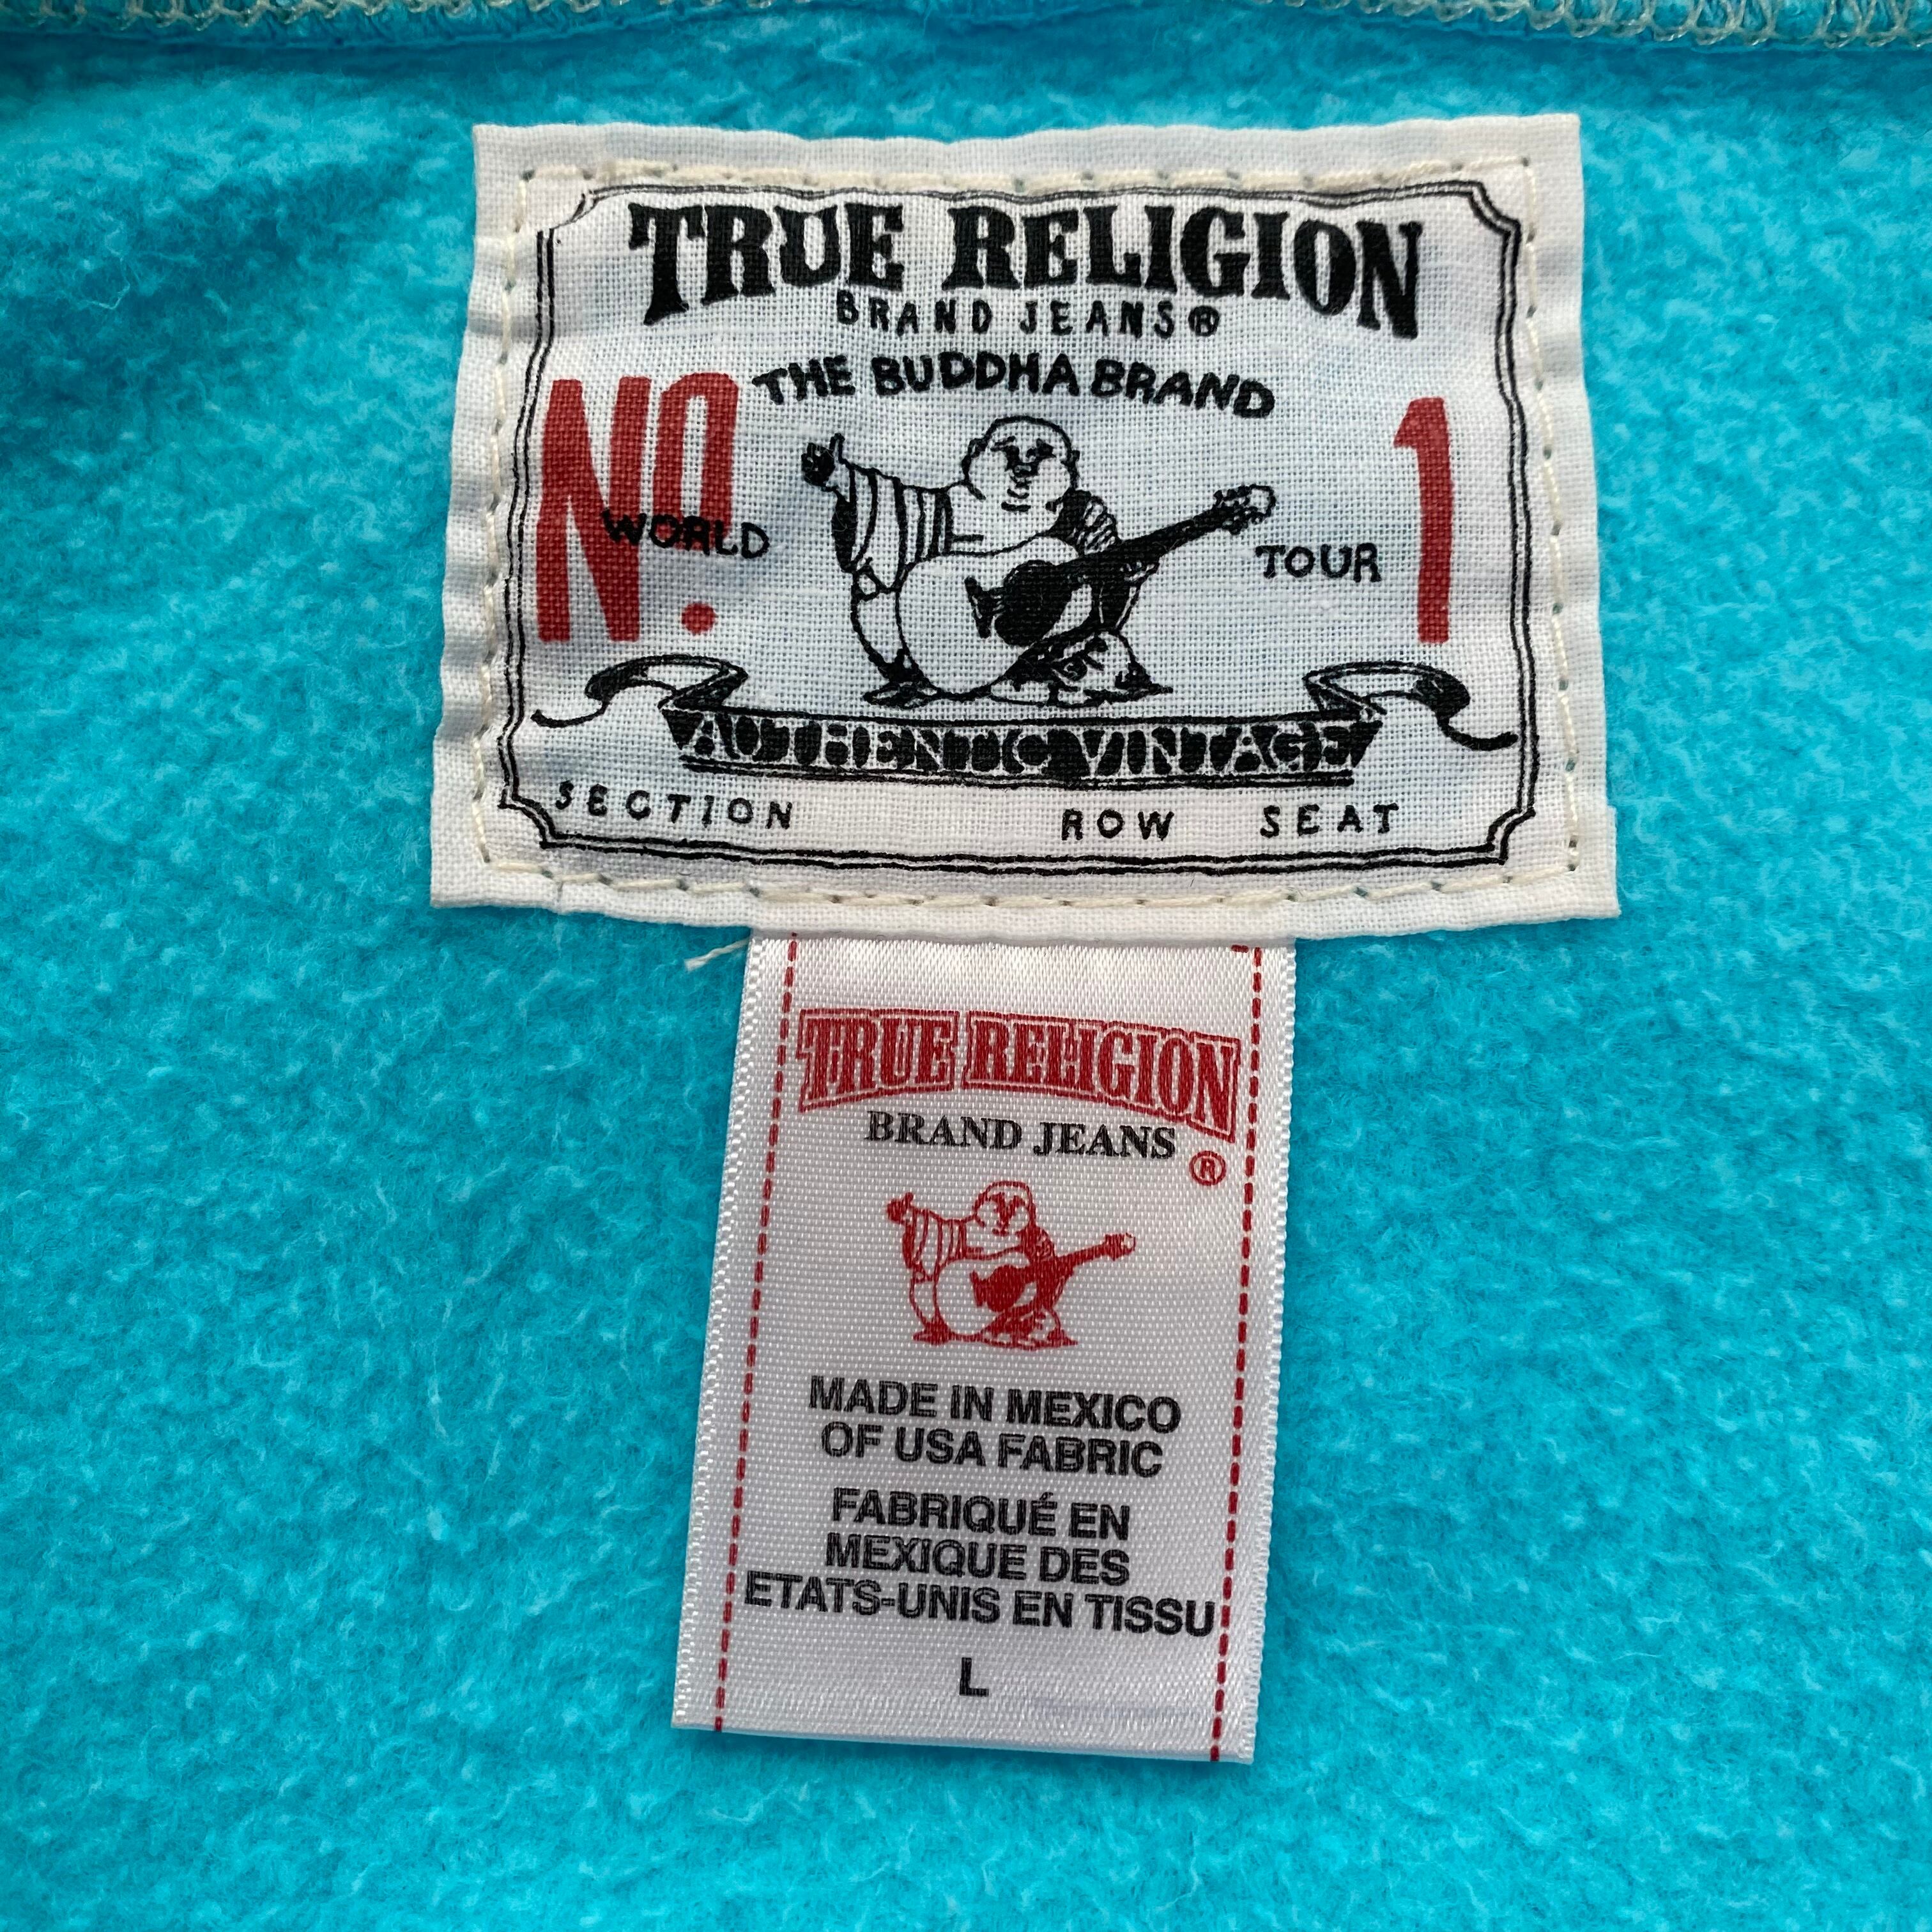 TRUE RELIGION
BRAND JEANS®
THE BUDDHA BRAND
No. 1
WORLD TOUR
AUTHENTIC VINTAGE
SECTION ROW SEAT
TRUE RELIGION
BRAND JEANS
®
MADE IN MEXICO
OF USA FABRIC
FABRIQUÉ EN
MEXIQUE DES
ETATS-UNIS EN TISSU
L